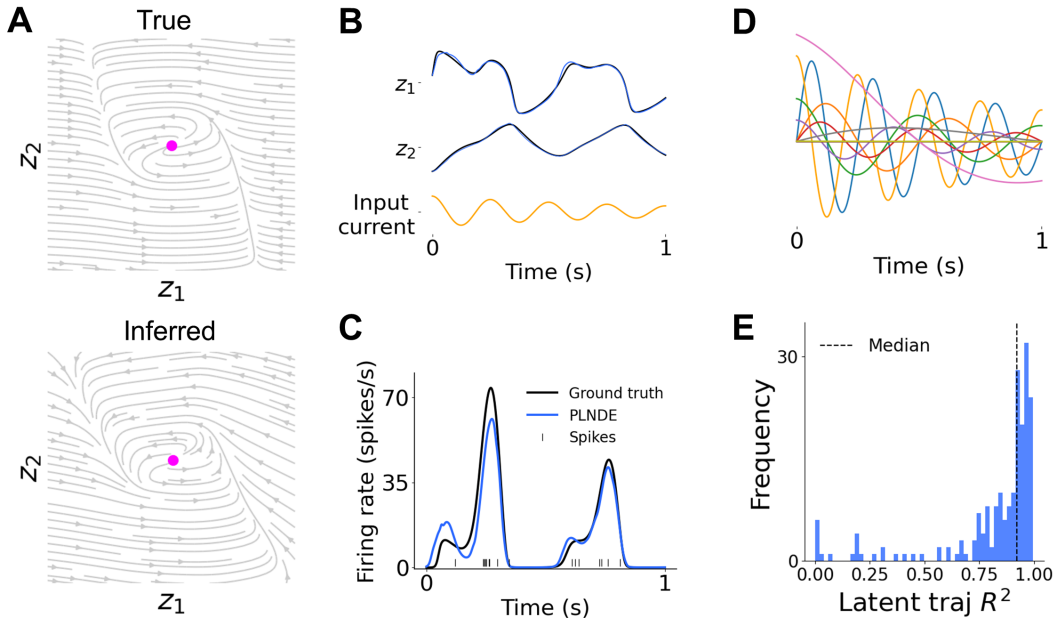 A
True
z2
z1
Inferred
z2
z1
B
z1
z2
Input
current
0
1
Time (s)
C
Firing rate (spikes/s)
70
35
0
Ground truth
PLNDE
Spikes
0
1
Time (s)
D
0
1
Time (s)
E
Frequency
30
0
Median
0.00
0.25
0.50
0.75
1.00
Latent traj R²